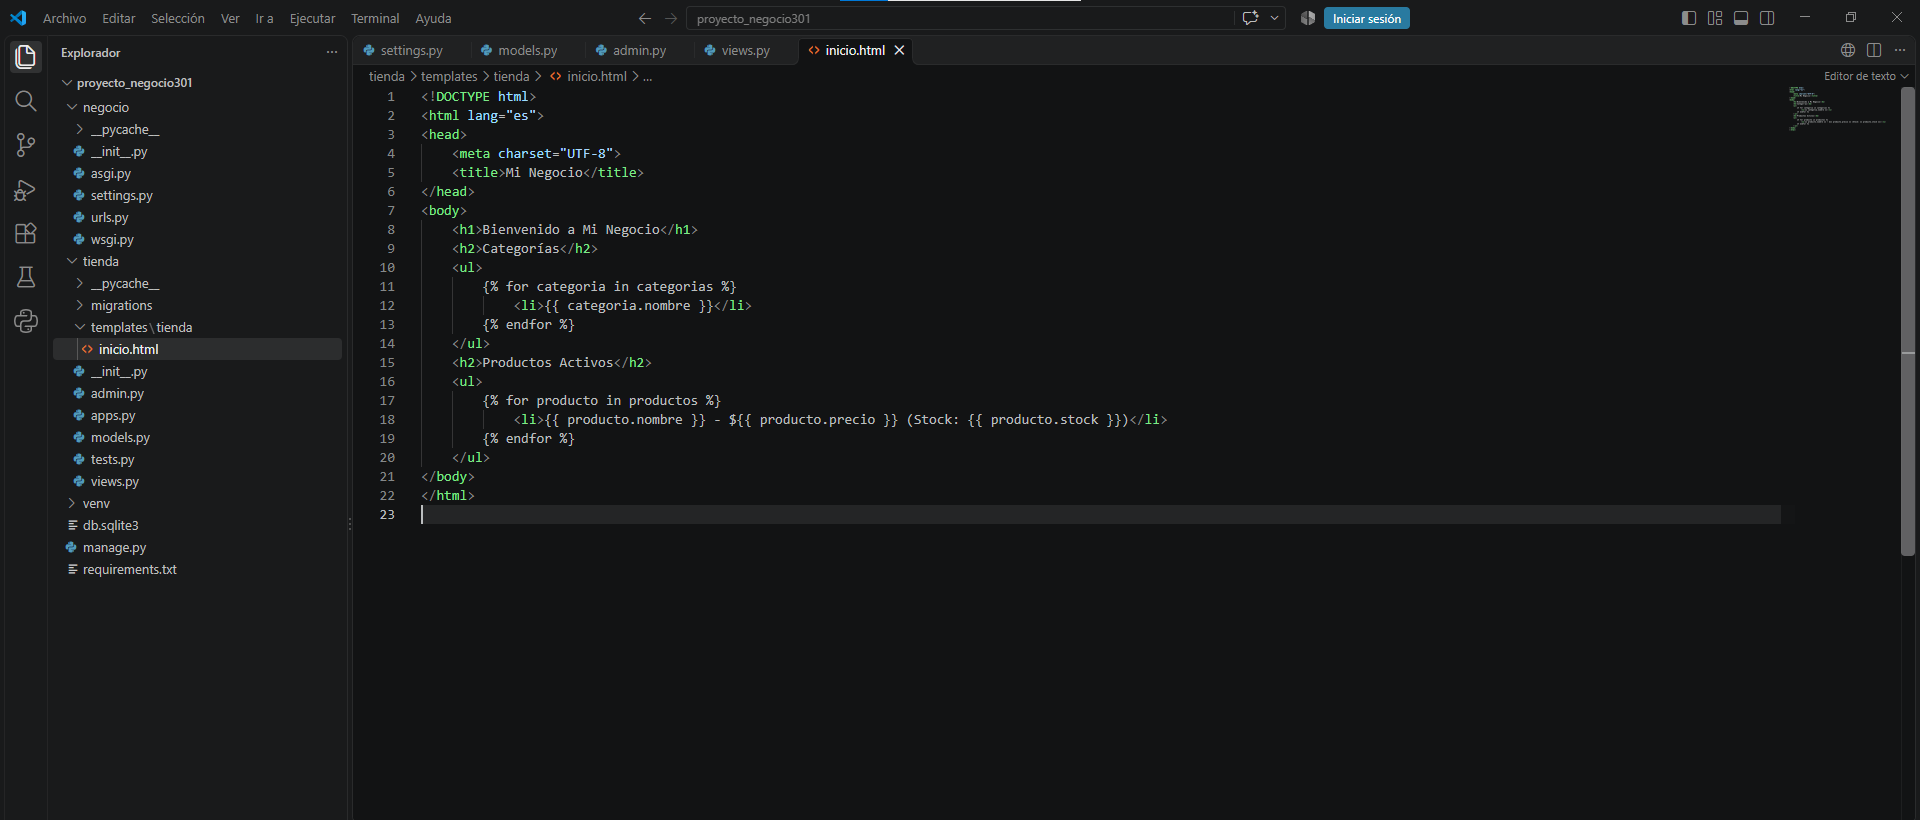 Archivo Editar Selección Ver Ir a Ejecutar Terminal Ayuda
proyecto_negocio301
Iniciar sesión
Explorador
proyecto_negocio301
negocio
__pycache__
__init__.py
asgi.py
settings.py
urls.py
wsgi.py
tienda
__pycache__
migrations
templates\tienda
inicio.html
__init__.py
admin.py
apps.py
models.py
tests.py
views.py
venv
db.sqlite3
manage.py
requirements.txt
settings.py models.py admin.py views.py inicio.html
tienda > templates > tienda > inicio.html > ...
Editor de texto
1 <!DOCTYPE html>
2 <html lang="es">
3 <head>
4     <meta charset="UTF-8">
5     <title>Mi Negocio</title>
6 </head>
7 <body>
8     <h1>Bienvenido a Mi Negocio</h1>
9     <h2>Categorías</h2>
10     <ul>
11         {% for categoria in categorias %}
12             <li>{{ categoria.nombre }}</li>
13         {% endfor %}
14     </ul>
15     <h2>Productos Activos</h2>
16     <ul>
17         {% for producto in productos %}
18             <li>{{ producto.nombre }} - ${{ producto.precio }} (Stock: {{ producto.stock }})</li>
19         {% endfor %}
20     </ul>
21 </body>
22 </html>
23